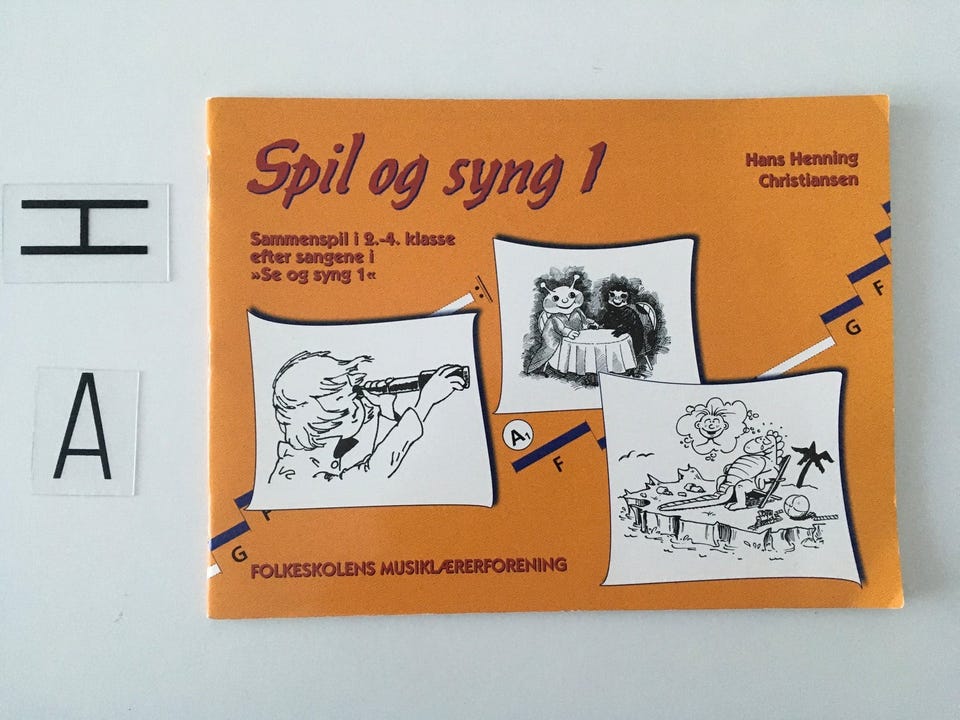 H
A
Spil og syng 1
Hans Henning
Christiansen
Sammenspil i 2.-4. klasse
efter sangene i
»Se og syng 1«
F
G
A1
F
F
G
FOLKESKOLENS MUSIKLÆRERFORENING